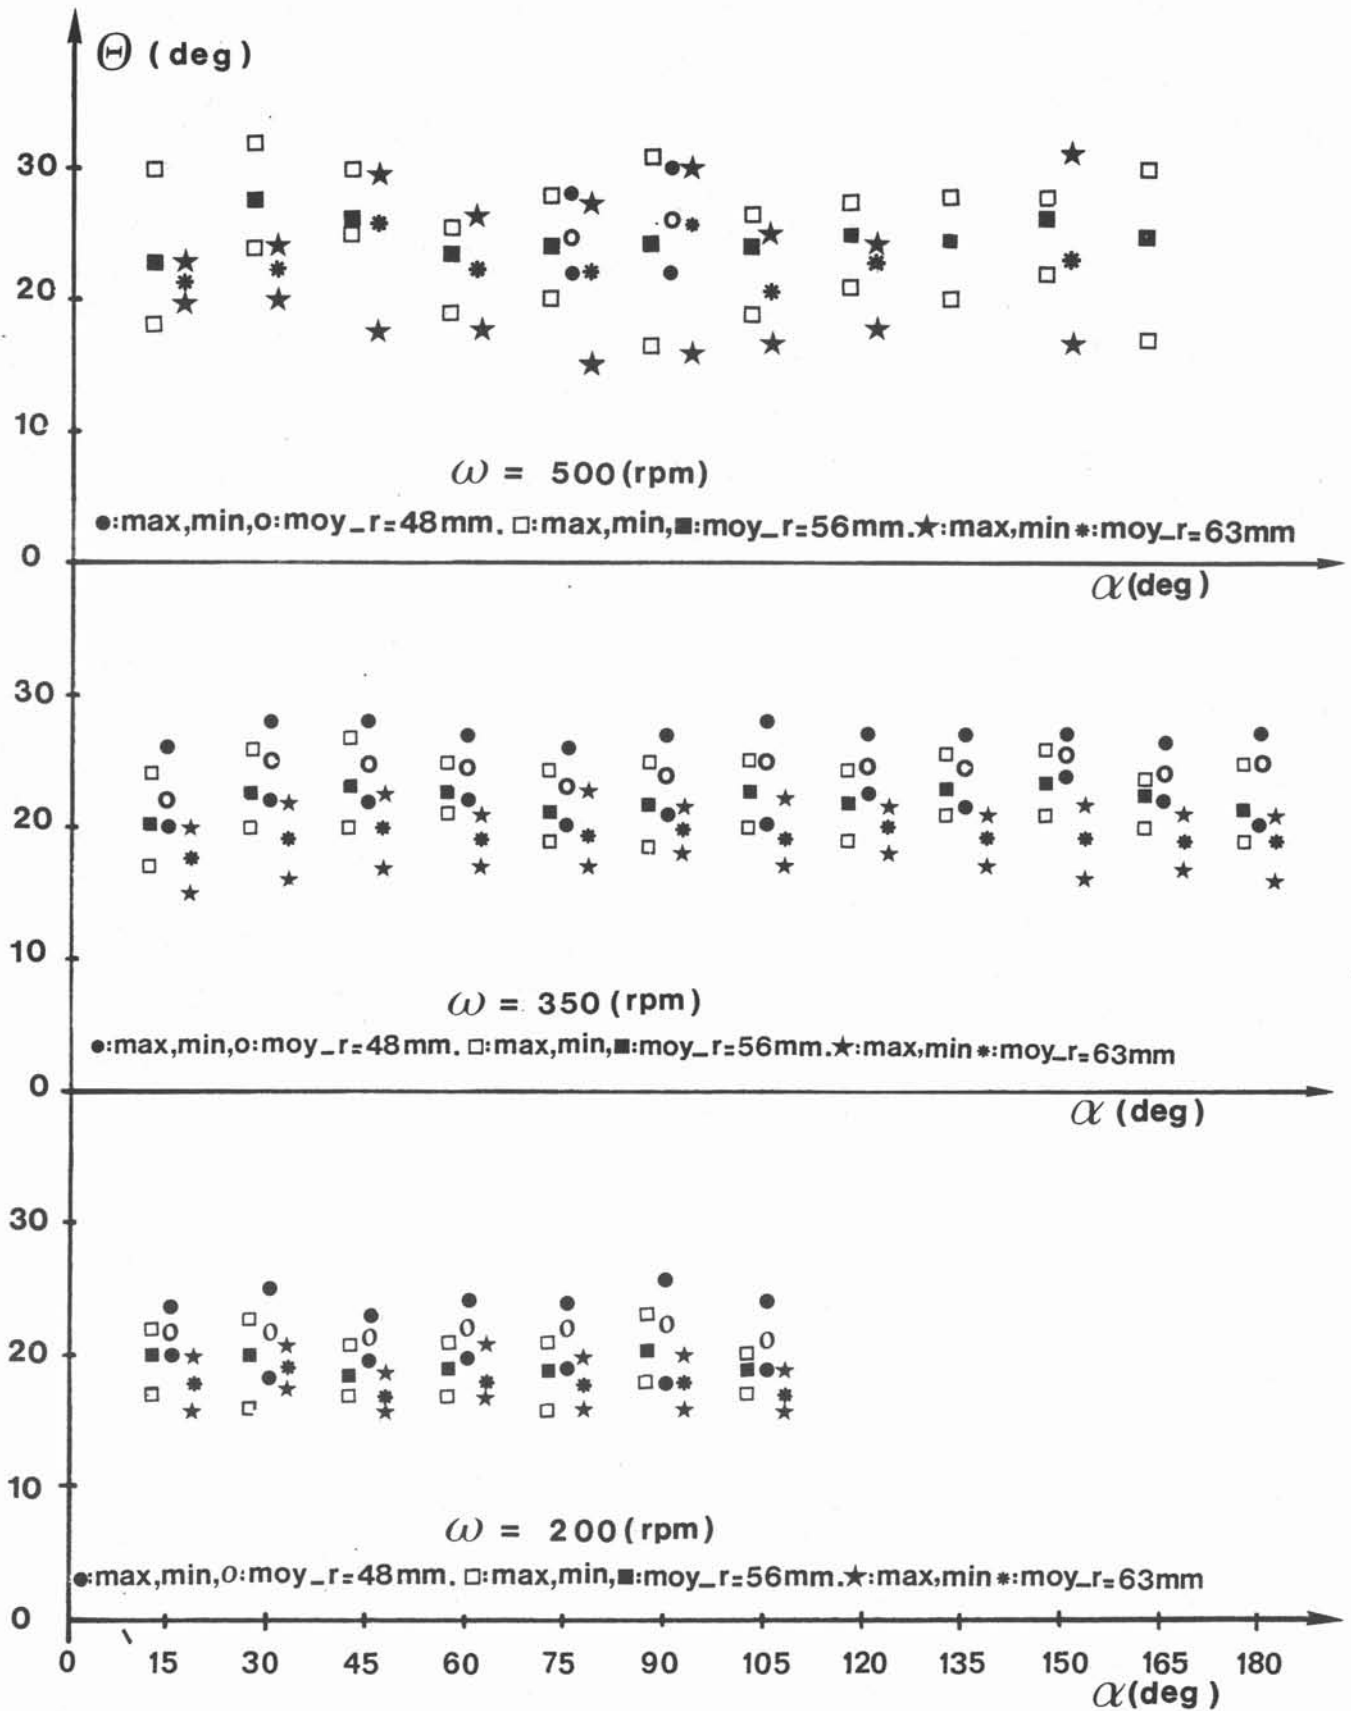 Θ (deg)
30
20
10
ω = 500 (rpm)
●:max,min,o:moy_r=48mm. □:max,min,■:moy_r=56mm.★:max,min✱:moy_r=63mm
0
α(deg)
30
20
10
ω = 350 (rpm)
●:max,min,o:moy_r=48mm. □:max,min,■:moy_r=56mm.★:max,min✱:moy_r=63mm
0
α (deg)
30
20
10
ω = 200 (rpm)
●:max,min,o:moy_r=48mm. □:max,min,■:moy_r=56mm.★:max,min✱:moy_r=63mm
0
0 15 30 45 60 75 90 105 120 135 150 165 180
α(deg)